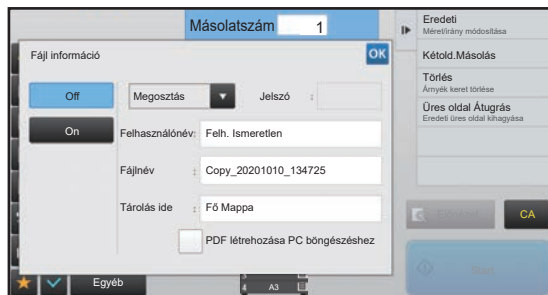 Másolatszám 1
Fájl információ
OK
Off
On
Megosztás
Jelszó :
Felhasználónév: Felh. Ismeretlen
Fájlnév : Copy_20201010_134725
Tárolás ide : Fő Mappa
PDF létrehozása PC böngészéshez
Eredeti
Méret/irány módosítása
Kétold.Másolás
Törlés
Árnyék keret törlése
Üres oldal Átugrás
Eredeti üres oldal kihagyása
CA
Start
Egyéb
4 A3